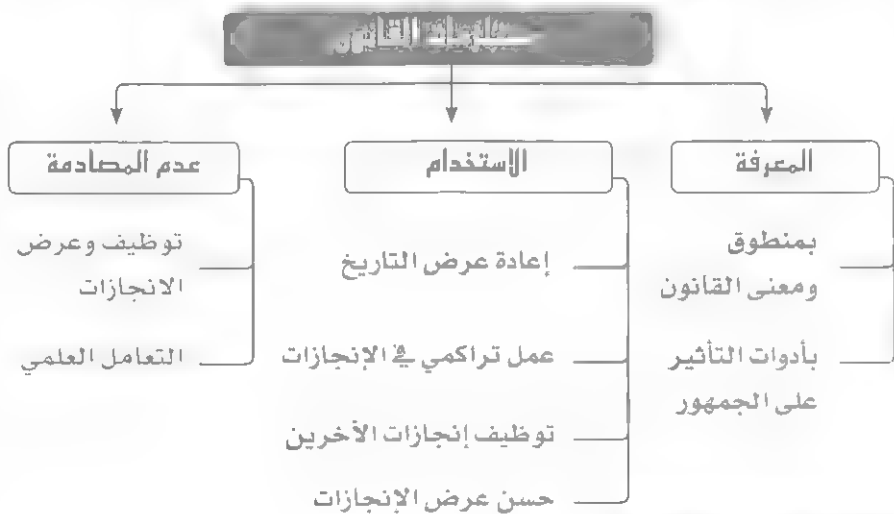 المعرفة
بمنطوق
ومعنى القانون
بأدوات التأثير
على الجمهور
الاستخدام
إعادة عرض التاريخ
عمل تراكمي في الإنجازات
توظيف إنجازات الآخرين
حسن عرض الإنجازات
عدم المصادمة
توظيف وعرض
الانجازات
التعامل العلمي